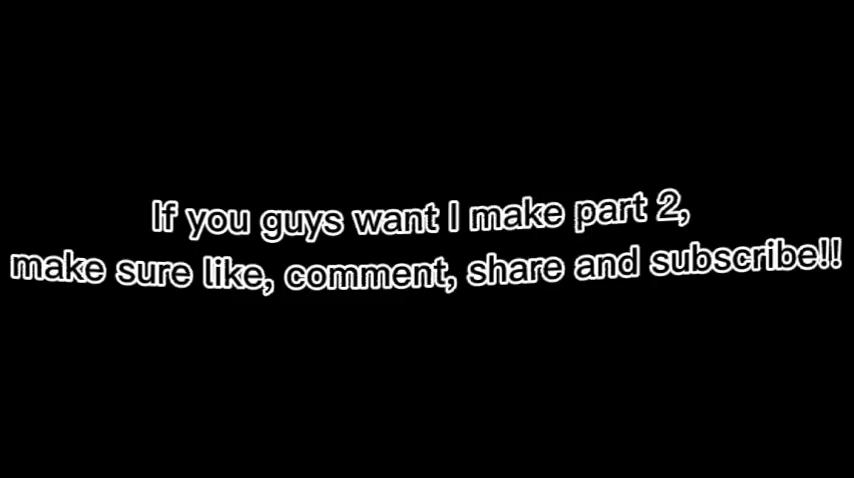 If you guys want I make part 2,
make sure like, comment, share and subscribe!!